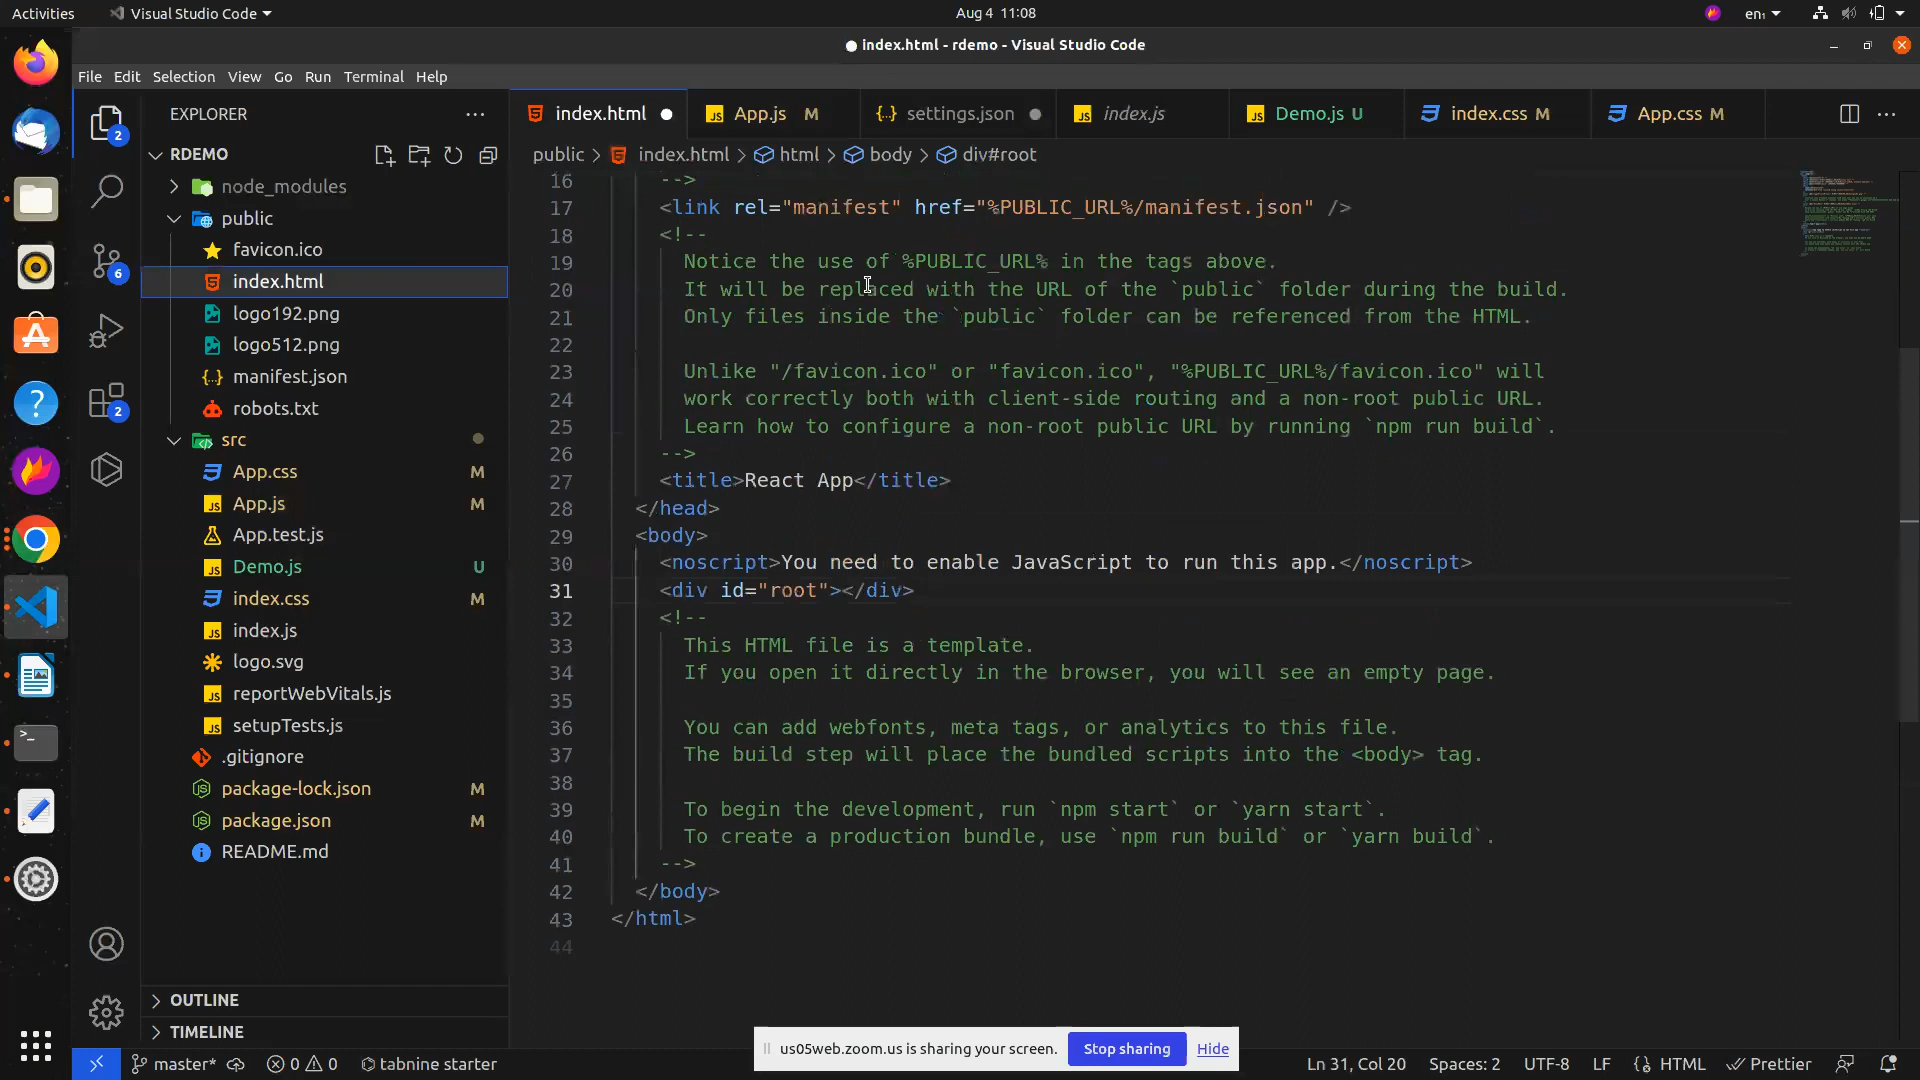 Activities
Visual Studio Code
Aug 4 11:08
en₁
index.html - rdemo - Visual Studio Code
File Edit Selection View Go Run Terminal Help
2
6
2
EXPLORER
RDEMO
node_modules
public
favicon.ico
index.html
logo192.png
logo512.png
manifest.json
robots.txt
src
App.css M
App.js M
App.test.js
Demo.js U
index.css M
index.js
logo.svg
reportWebVitals.js
setupTests.js
.gitignore
package-lock.json M
package.json M
README.md
OUTLINE
TIMELINE
index.html App.js M settings.json index.js Demo.js U index.css M App.css M
public > index.html > html > body > div#root
16 -->
17 <link rel="manifest" href="%PUBLIC_URL%/manifest.json" />
18 <!--
19 Notice the use of %PUBLIC_URL% in the tags above.
20 It will be replaced with the URL of the `public` folder during the build.
21 Only files inside the `public` folder can be referenced from the HTML.
22
23 Unlike "/favicon.ico" or "favicon.ico", "%PUBLIC_URL%/favicon.ico" will
24 work correctly both with client-side routing and a non-root public URL.
25 Learn how to configure a non-root public URL by running `npm run build`.
26 -->
27 <title>React App</title>
28 </head>
29 <body>
30 <noscript>You need to enable JavaScript to run this app.</noscript>
31 <div id="root"></div>
32 <!--
33 This HTML file is a template.
34 If you open it directly in the browser, you will see an empty page.
35
36 You can add webfonts, meta tags, or analytics to this file.
37 The build step will place the bundled scripts into the <body> tag.
38
39 To begin the development, run `npm start` or `yarn start`.
40 To create a production bundle, use `npm run build` or `yarn build`.
41 -->
42 </body>
43 </html>
44
us05web.zoom.us is sharing your screen. Stop sharing Hide
master* 0 0 tabnine starter Ln 31, Col 20 Spaces: 2 UTF-8 LF HTML Prettier